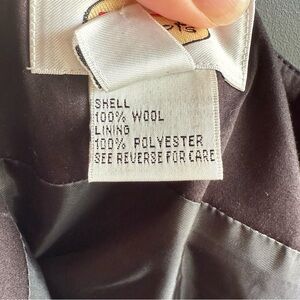 SHELL
100% WOOL
LINING
100% POLYESTER
SEE REVERSE FOR CARE